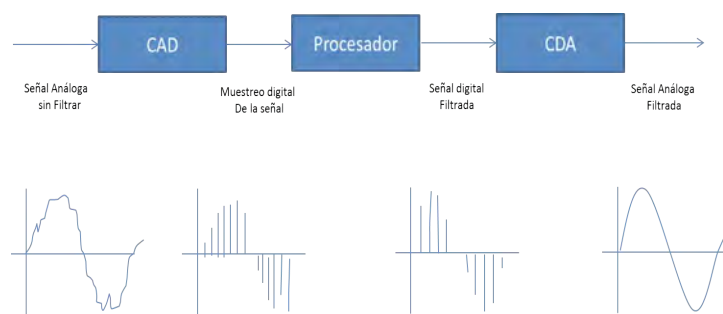 CAD
Procesador
CDA
Señal Análoga
sin Filtrar
Muestreo digital
De la señal
Señal digital
Filtrada
Señal Análoga
Filtrada